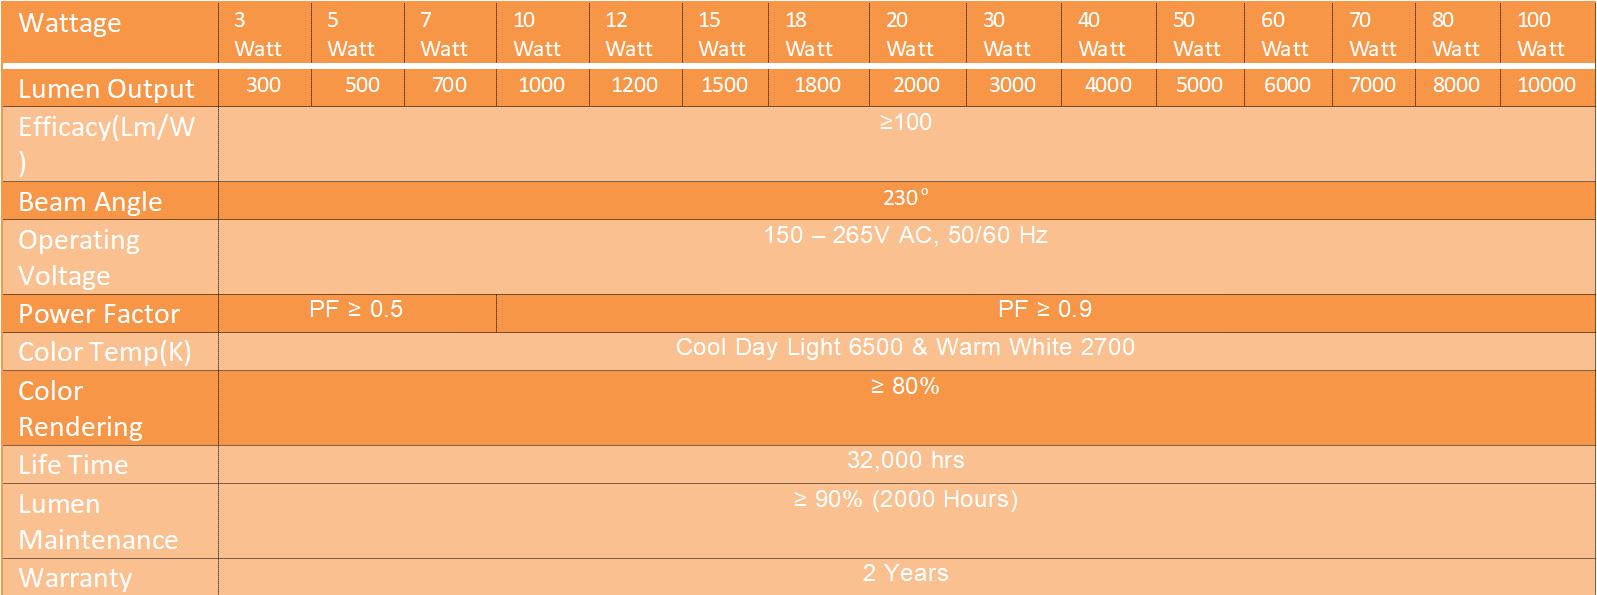 Wattage 3 Watt 5 Watt 7 Watt 10 Watt 12 Watt 15 Watt 18 Watt 20 Watt 30 Watt 40 Watt 50 Watt 60 Watt 70 Watt 80 Watt 100 Watt
Lumen Output 300 500 700 1000 1200 1500 1800 2000 3000 4000 5000 6000 7000 8000 10000
Efficacy(Lm/W ≥100
)
Beam Angle 230°
Operating 150 – 265V AC, 50/60 Hz
Voltage
Power Factor PF ≥ 0.5 PF ≥ 0.9
Color Temp(K) Cool Day Light 6500 & Warm White 2700
Color ≥ 80%
Rendering
Life Time 32,000 hrs
Lumen ≥ 90% (2000 Hours)
Maintenance
Warranty 2 Years